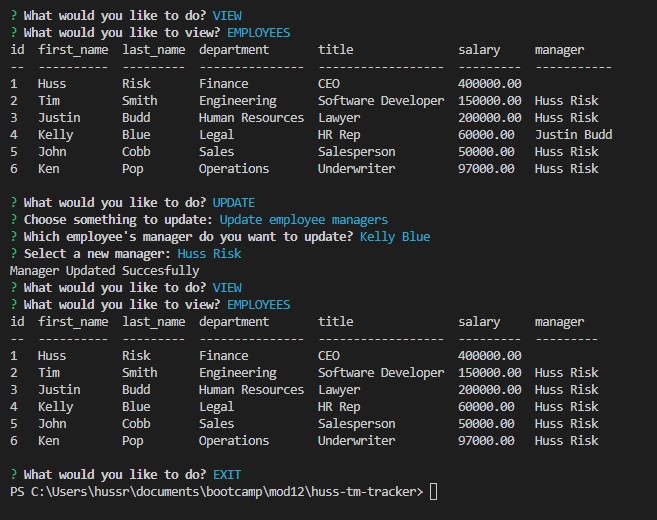 ? What would you like to do? VIEW
? What would you like to view? EMPLOYEES
id  first_name  last_name  department       title               salary     manager
--  ----------  ---------  ---------------  ------------------  ---------  -----------
1   Huss        Risk       Finance          CEO                 400000.00
2   Tim         Smith      Engineering      Software Developer  150000.00  Huss Risk
3   Justin      Budd       Human Resources  Lawyer              200000.00  Huss Risk
4   Kelly       Blue       Legal            HR Rep              60000.00   Justin Budd
5   John        Cobb       Sales            Salesperson         50000.00   Huss Risk
6   Ken         Pop        Operations       Underwriter         97000.00   Huss Risk
? What would you like to do? UPDATE
? Choose something to update: Update employee managers
? Which employee's manager do you want to update? Kelly Blue
? Select a new manager: Huss Risk
Manager Updated Succesfully
? What would you like to do? VIEW
? What would you like to view? EMPLOYEES
id  first_name  last_name  department       title               salary     manager
--  ----------  ---------  ---------------  ------------------  ---------  ---------
1   Huss        Risk       Finance          CEO                 400000.00
2   Tim         Smith      Engineering      Software Developer  150000.00  Huss Risk
3   Justin      Budd       Human Resources  Lawyer              200000.00  Huss Risk
4   Kelly       Blue       Legal            HR Rep              60000.00   Huss Risk
5   John        Cobb       Sales            Salesperson         50000.00   Huss Risk
6   Ken         Pop        Operations       Underwriter         97000.00   Huss Risk
? What would you like to do? EXIT
PS C:\Users\hussr\documents\bootcamp\mod12\huss-tm-tracker>